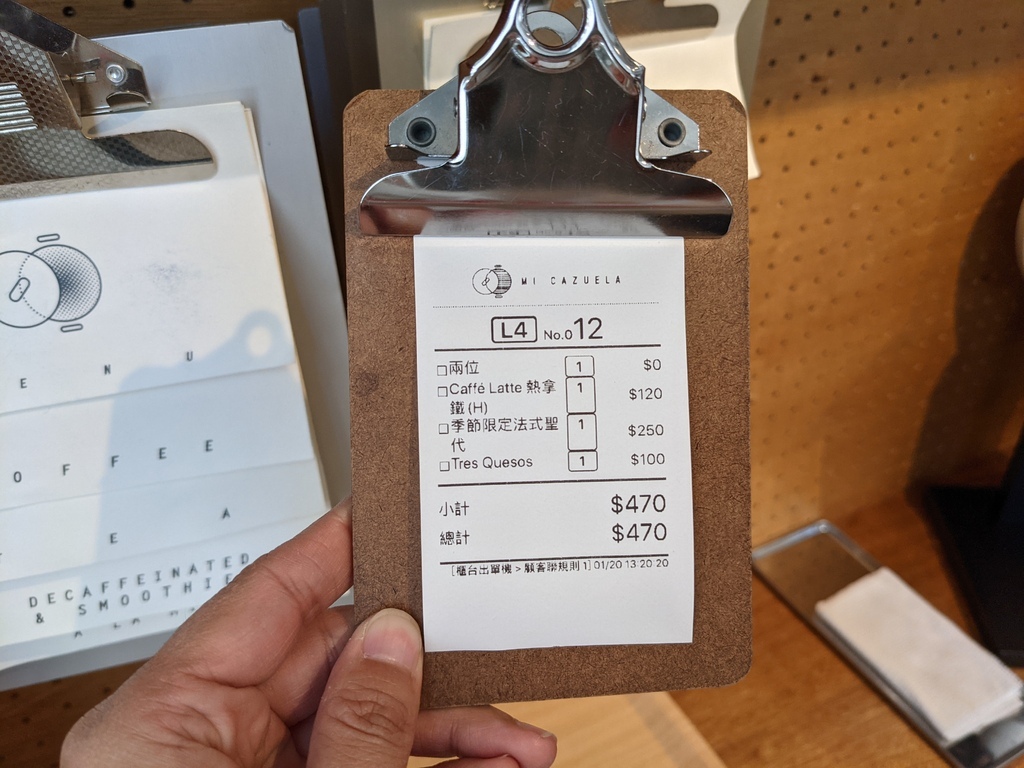 E N U
O F F E E
E A
DECAFFEINATED
& SMOOTHIE
MI CAZUELA
L4 No.012
□兩位 1 $0
□Caffé Latte 熱拿 1 $120
鐵(H)
□季節限定法式聖 1 $250
代
□Tres Quesos 1 $100
小計 $470
總計 $470
[櫃台出單機 > 顧客聯規則 1] 01/20 13:20:20